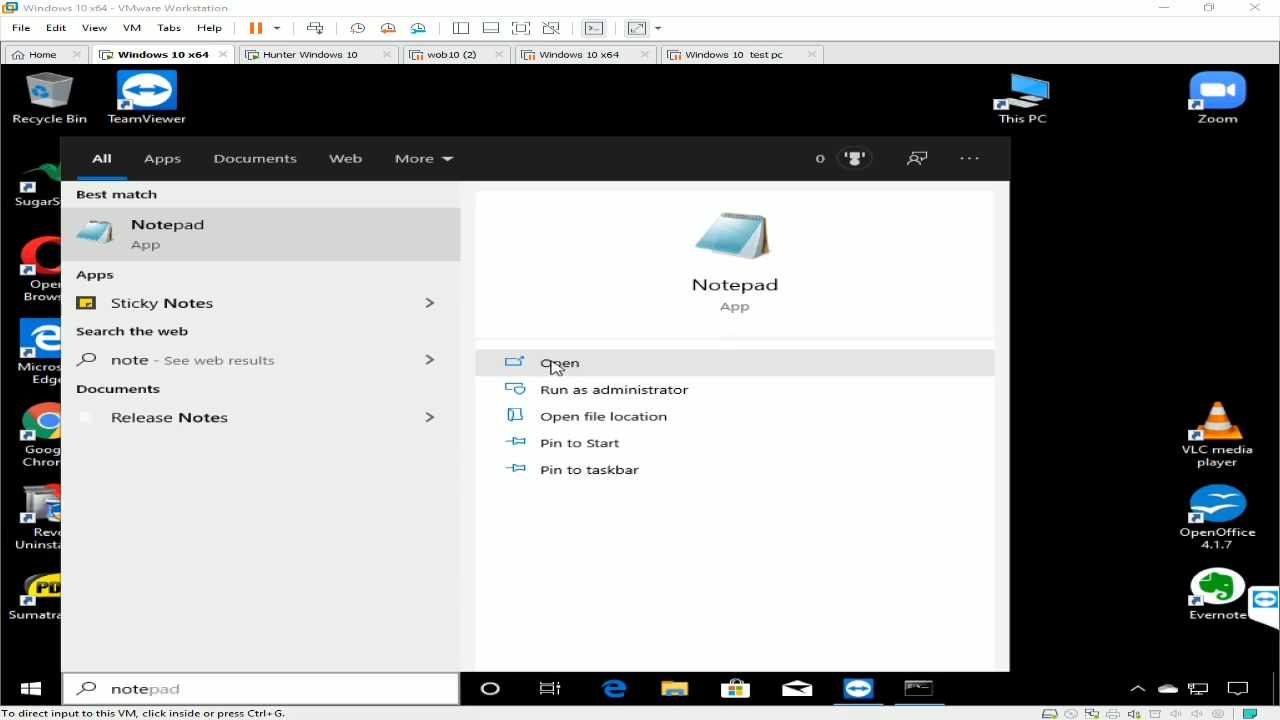 Windows 10 x64 - VMware Workstation
File Edit View VM Tabs Help
Home Windows 10 x64 Hunter Windows 10 wob10 (2) Windows 10 x64 Windows 10 test pc
Recycle Bin
TeamViewer
This PC
Zoom
All Apps Documents Web More 0
Best match
Notepad
App
Apps
Sticky Notes
Search the web
note - See web results
Documents
Release Notes
Notepad
App
Open
Run as administrator
Open file location
Pin to Start
Pin to taskbar
SugarS
Open
Brows
Micros
Edg
Goog
Chron
Reve
Uninst
PD
Sumatra
VLC media
player
OpenOffice
4.1.7
Evernote
notepad
To direct input to this VM, click inside or press Ctrl+G.